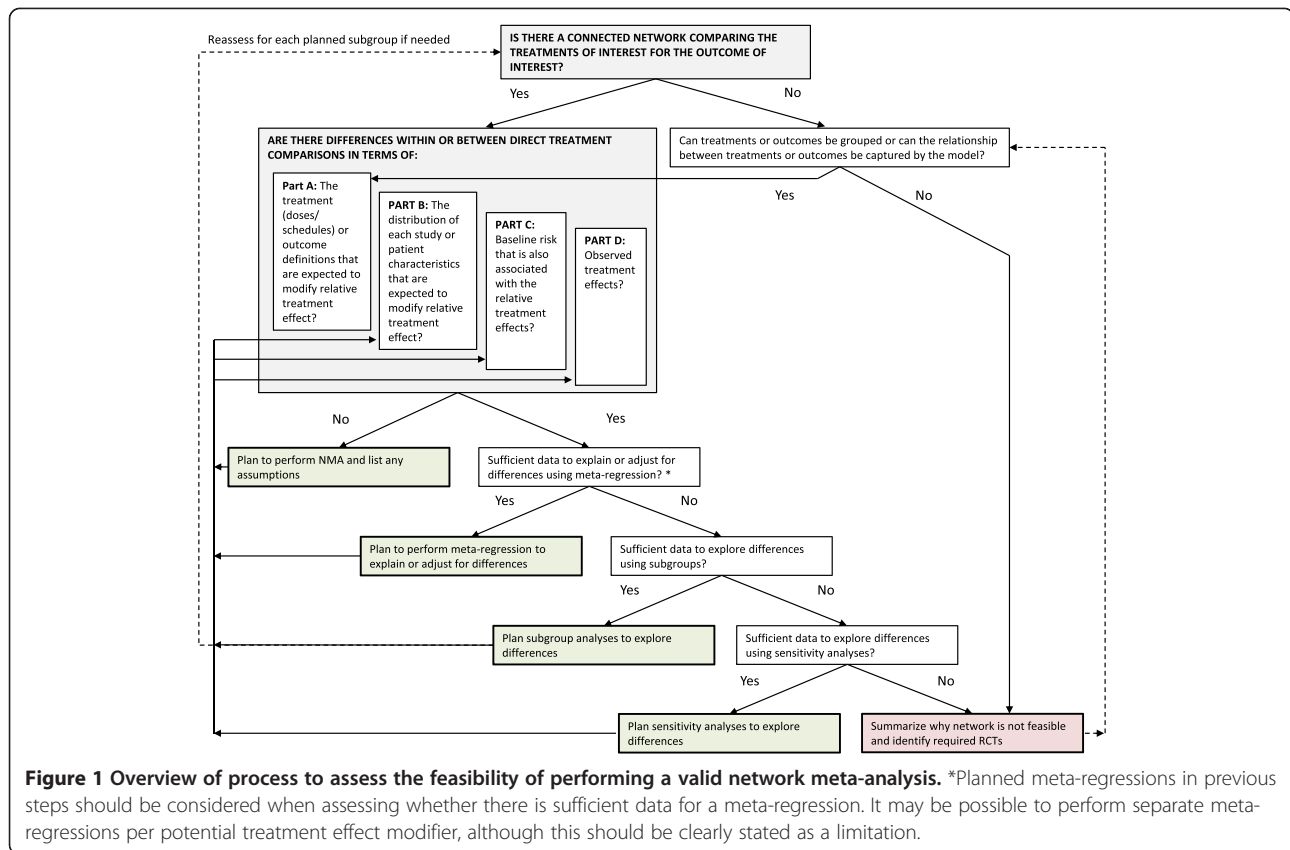 Reassess for each planned subgroup if needed
IS THERE A CONNECTED NETWORK COMPARING THE
TREATMENTS OF INTEREST FOR THE OUTCOME OF
INTEREST?
Yes
No
ARE THERE DIFFERENCES WITHIN OR BETWEEN DIRECT TREATMENT
COMPARISONS IN TERMS OF:
Can treatments or outcomes be grouped or can the relationship
between treatments or outcomes be captured by the model?
Yes
No
Part A: The
treatment
(doses/
schedules) or
outcome
definitions that
are expected to
modify relative
treatment
effect?
PART B: The
distribution of
each study or
patient
characteristics
that are
expected to
modify relative
treatment
effect?
PART C:
Baseline risk
that is also
associated
with the
relative
treatment
effects?
PART D:
Observed
treatment
effects?
No
Yes
Plan to perform NMA and list any
assumptions
Sufficient data to explain or adjust for
differences using meta-regression? *
Yes
No
Plan to perform meta-regression to
explain or adjust for differences
Sufficient data to explore differences
using subgroups?
Yes
No
Plan subgroup analyses to explore
differences
Sufficient data to explore differences
using sensitivity analyses?
Yes
No
Plan sensitivity analyses to explore
differences
Summarize why network is not feasible
and identify required RCTs
Figure 1 Overview of process to assess the feasibility of performing a valid network meta-analysis. *Planned meta-regressions in previous
steps should be considered when assessing whether there is sufficient data for a meta-regression. It may be possible to perform separate meta-
regressions per potential treatment effect modifier, although this should be clearly stated as a limitation.